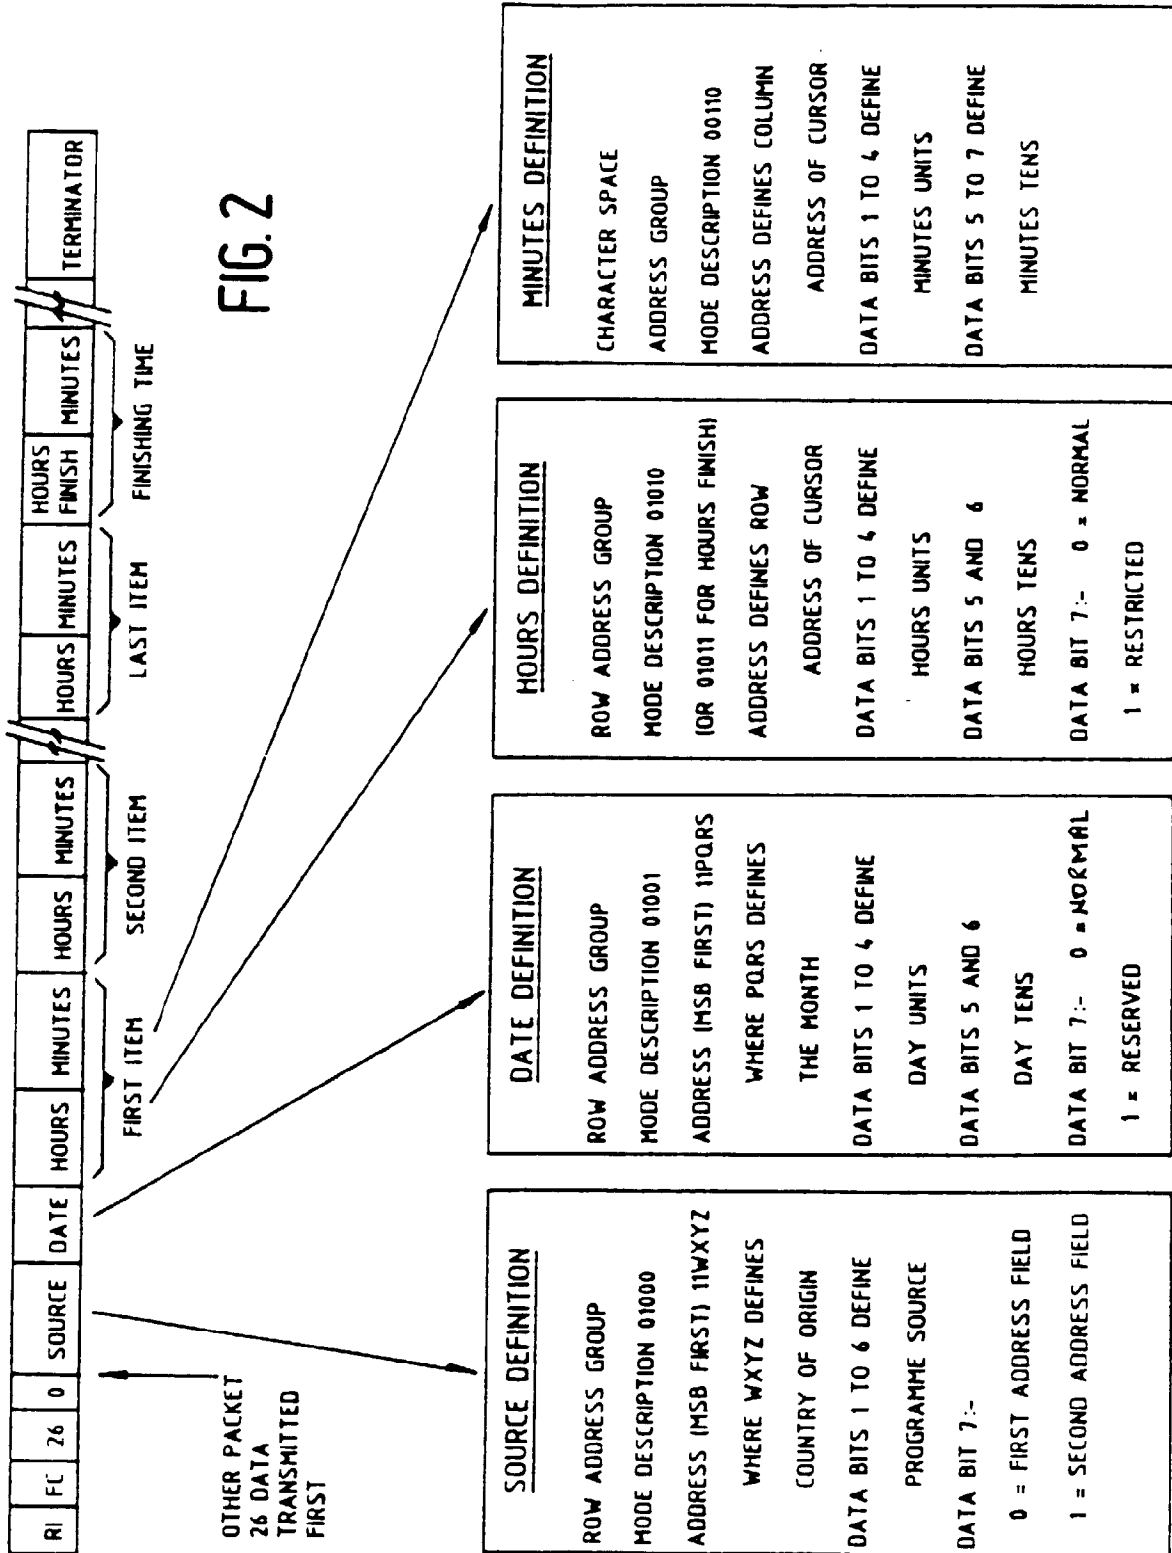 RI FC 26 0 SOURCE DATE HOURS MINUTES HOURS MINUTES HOURS MINUTES HOURS FINISH MINUTES TERMINATOR
FIRST ITEM
SECOND ITEM
LAST ITEM
FINISHING TIME
OTHER PACKET
26 DATA
TRANSMITTED
FIRST
FIG.2
SOURCE DEFINITION
ROW ADDRESS GROUP
MODE DESCRIPTION 01000
ADDRESS (MSB FIRST) 11WXYZ
WHERE WXYZ DEFINES
COUNTRY OF ORIGIN
DATA BITS 1 TO 6 DEFINE
PROGRAMME SOURCE
DATA BIT 7:-
0 = FIRST ADDRESS FIELD
1 = SECOND ADDRESS FIELD
DATE DEFINITION
ROW ADDRESS GROUP
MODE DESCRIPTION 01001
ADDRESS (MSB FIRST) 11PQRS
WHERE PQRS DEFINES
THE MONTH
DATA BITS 1 TO 4 DEFINE
DAY UNITS
DATA BITS 5 AND 6
DAY TENS
DATA BIT 7:- 0 = NORMAL
1 = RESERVED
HOURS DEFINITION
ROW ADDRESS GROUP
MODE DESCRIPTION 01010
(OR 01011 FOR HOURS FINISH)
ADDRESS DEFINES ROW
ADDRESS OF CURSOR
DATA BITS 1 TO 4 DEFINE
HOURS UNITS
DATA BITS 5 AND 6
HOURS TENS
DATA BIT 7:- 0 = NORMAL
1 = RESTRICTED
MINUTES DEFINITION
CHARACTER SPACE
ADDRESS GROUP
MODE DESCRIPTION 00110
ADDRESS DEFINES COLUMN
ADDRESS OF CURSOR
DATA BITS 1 TO 4 DEFINE
MINUTES UNITS
DATA BITS 5 TO 7 DEFINE
MINUTES TENS